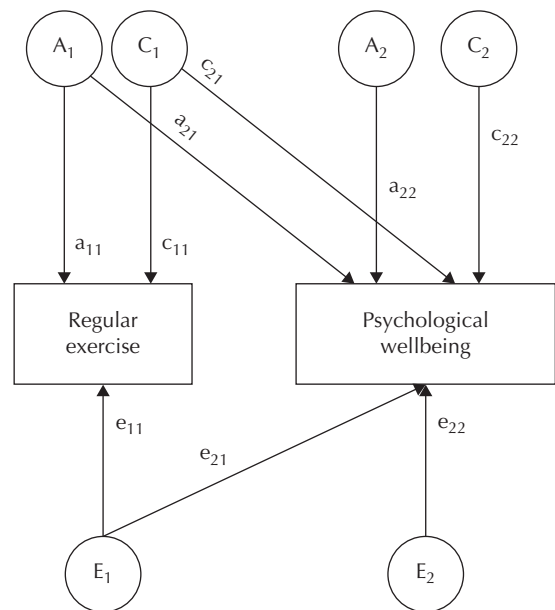 A₁
C₁
A₂
C₂
c₂₁
a₂₁
c₂₂
a₂₂
a₁₁
c₁₁
Regular
exercise
Psychological
wellbeing
e₁₁
e₂₁
e₂₂
E₁
E₂